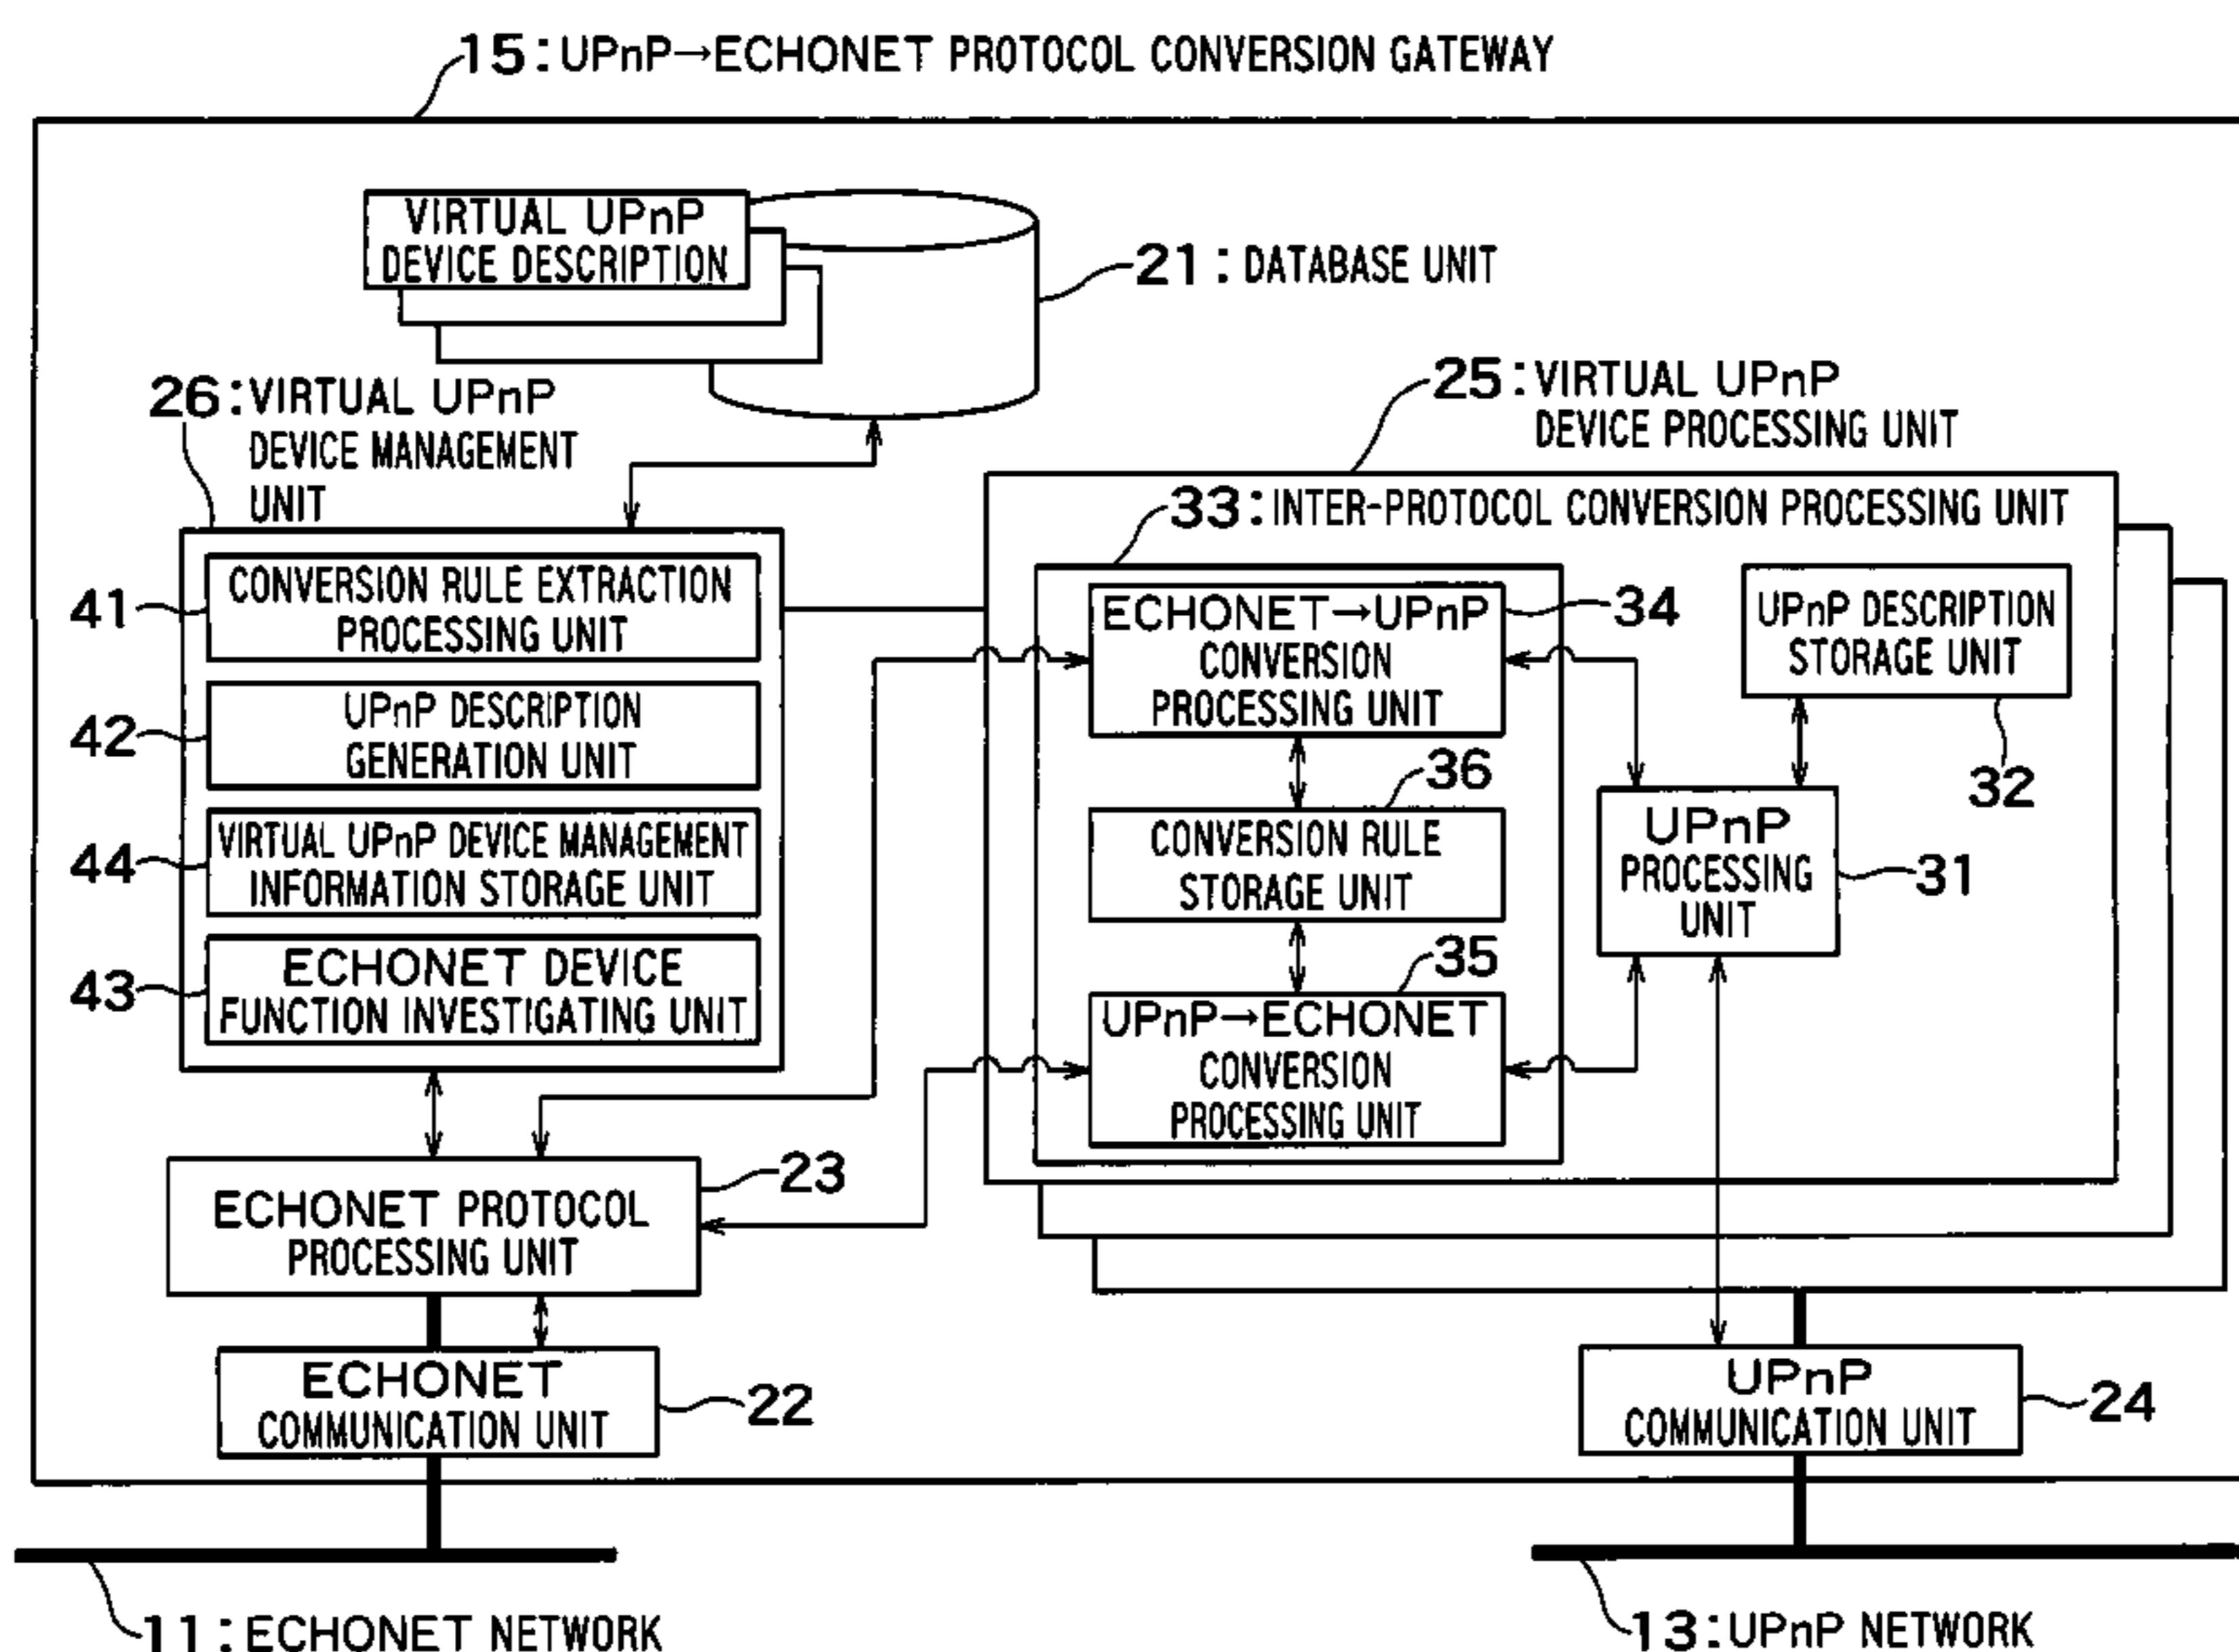 15:UPnP→ECHONET PROTOCOL CONVERSION GATEWAY
VIRTUAL UPnP
DEVICE DESCRIPTION
21:DATABASE UNIT
26:VIRTUAL UPnP
DEVICE MANAGEMENT
UNIT
25:VIRTUAL UPnP
DEVICE PROCESSING UNIT
33:INTER-PROTOCOL CONVERSION PROCESSING UNIT
41
CONVERSION RULE EXTRACTION
PROCESSING UNIT
42
UPnP DESCRIPTION
GENERATION UNIT
44
VIRTUAL UPnP DEVICE MANAGEMENT
INFORMATION STORAGE UNIT
43
ECHONET DEVICE
FUNCTION INVESTIGATING UNIT
ECHONET→UPnP
CONVERSION
PROCESSING UNIT
34
UPnP DESCRIPTION
STORAGE UNIT
32
36
CONVERSION RULE
STORAGE UNIT
UPnP
PROCESSING
UNIT
31
35
UPnP→ECHONET
CONVERSION
PROCESSING UNIT
23
ECHONET PROTOCOL
PROCESSING UNIT
ECHONET
COMMUNICATION UNIT
22
UPnP
COMMUNICATION UNIT
24
11:ECHONET NETWORK
13:UPnP NETWORK